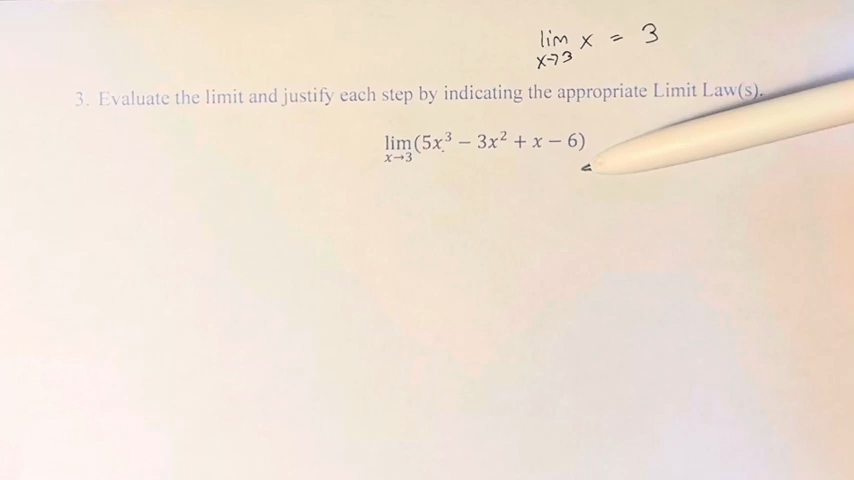 lim x = 3
x→3
3. Evaluate the limit and justify each step by indicating the appropriate Limit Law(s).
lim(5x³ − 3x² + x − 6)
x→3